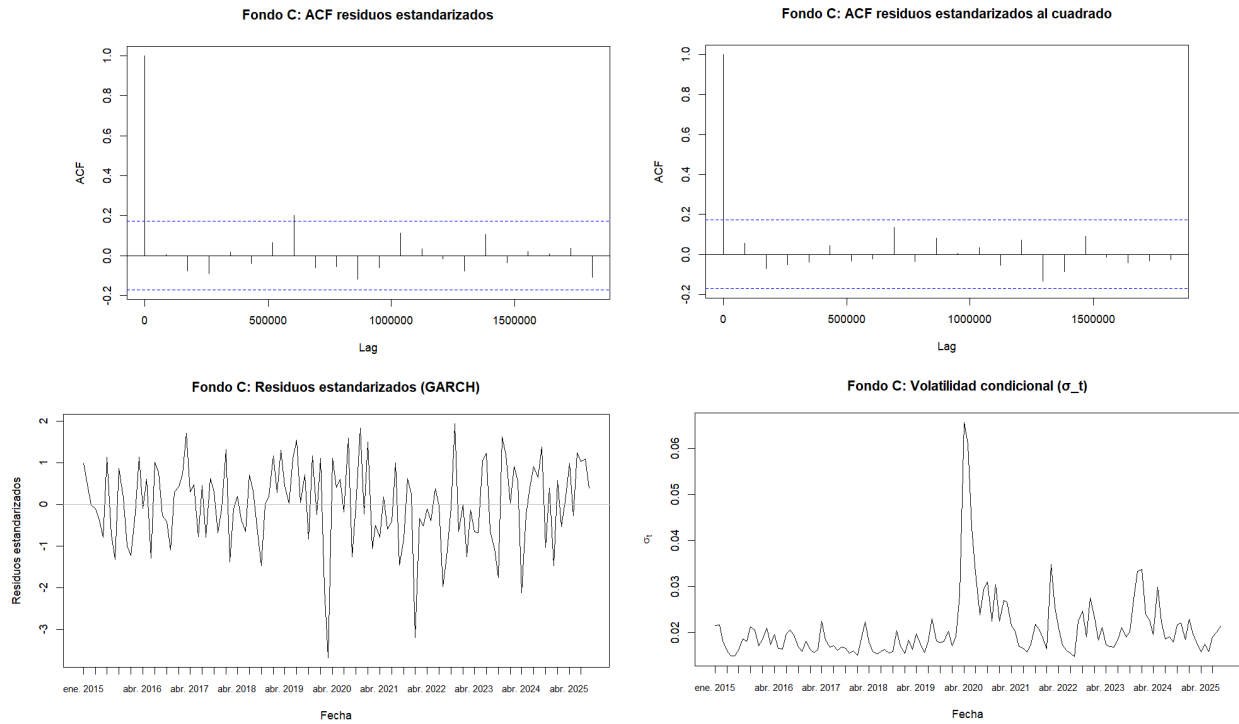 Fondo C: ACF residuos estandarizados
ACF
1.0
0.8
0.6
0.4
0.2
0.0
-0.2
0
500000
1000000
1500000
Lag
Fondo C: ACF residuos estandarizados al cuadrado
ACF
1.0
0.8
0.6
0.4
0.2
0.0
-0.2
0
500000
1000000
1500000
Lag
Fondo C: Residuos estandarizados (GARCH)
Residuos estandarizados
2
1
0
-1
-2
-3
ene. 2015
abr. 2016
abr. 2017
abr. 2018
abr. 2019
abr. 2020
abr. 2021
abr. 2022
abr. 2023
abr. 2024
abr. 2025
Fecha
Fondo C: Volatilidad condicional (σ_t)
σt
0.06
0.05
0.04
0.03
0.02
ene. 2015
abr. 2016
abr. 2017
abr. 2018
abr. 2019
abr. 2020
abr. 2021
abr. 2022
abr. 2023
abr. 2024
abr. 2025
Fecha